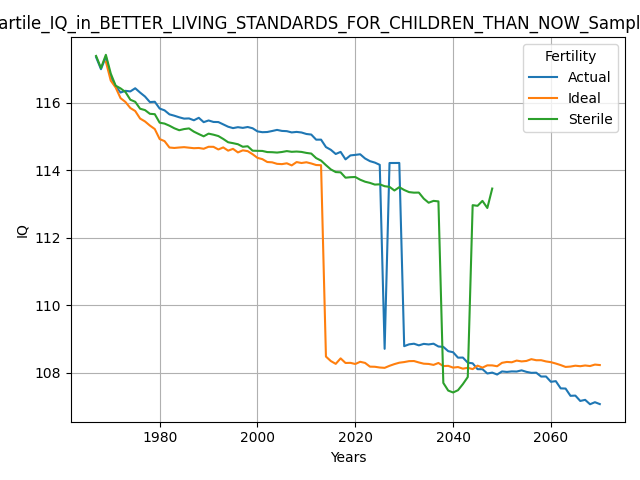 artile_IQ_in_BETTER_LIVING_STANDARDS_FOR_CHILDREN_THAN_NOW_Sampl
Fertility
Actual
Ideal
Sterile
IQ
116
114
112
110
108
1980 2000 2020 2040 2060
Years